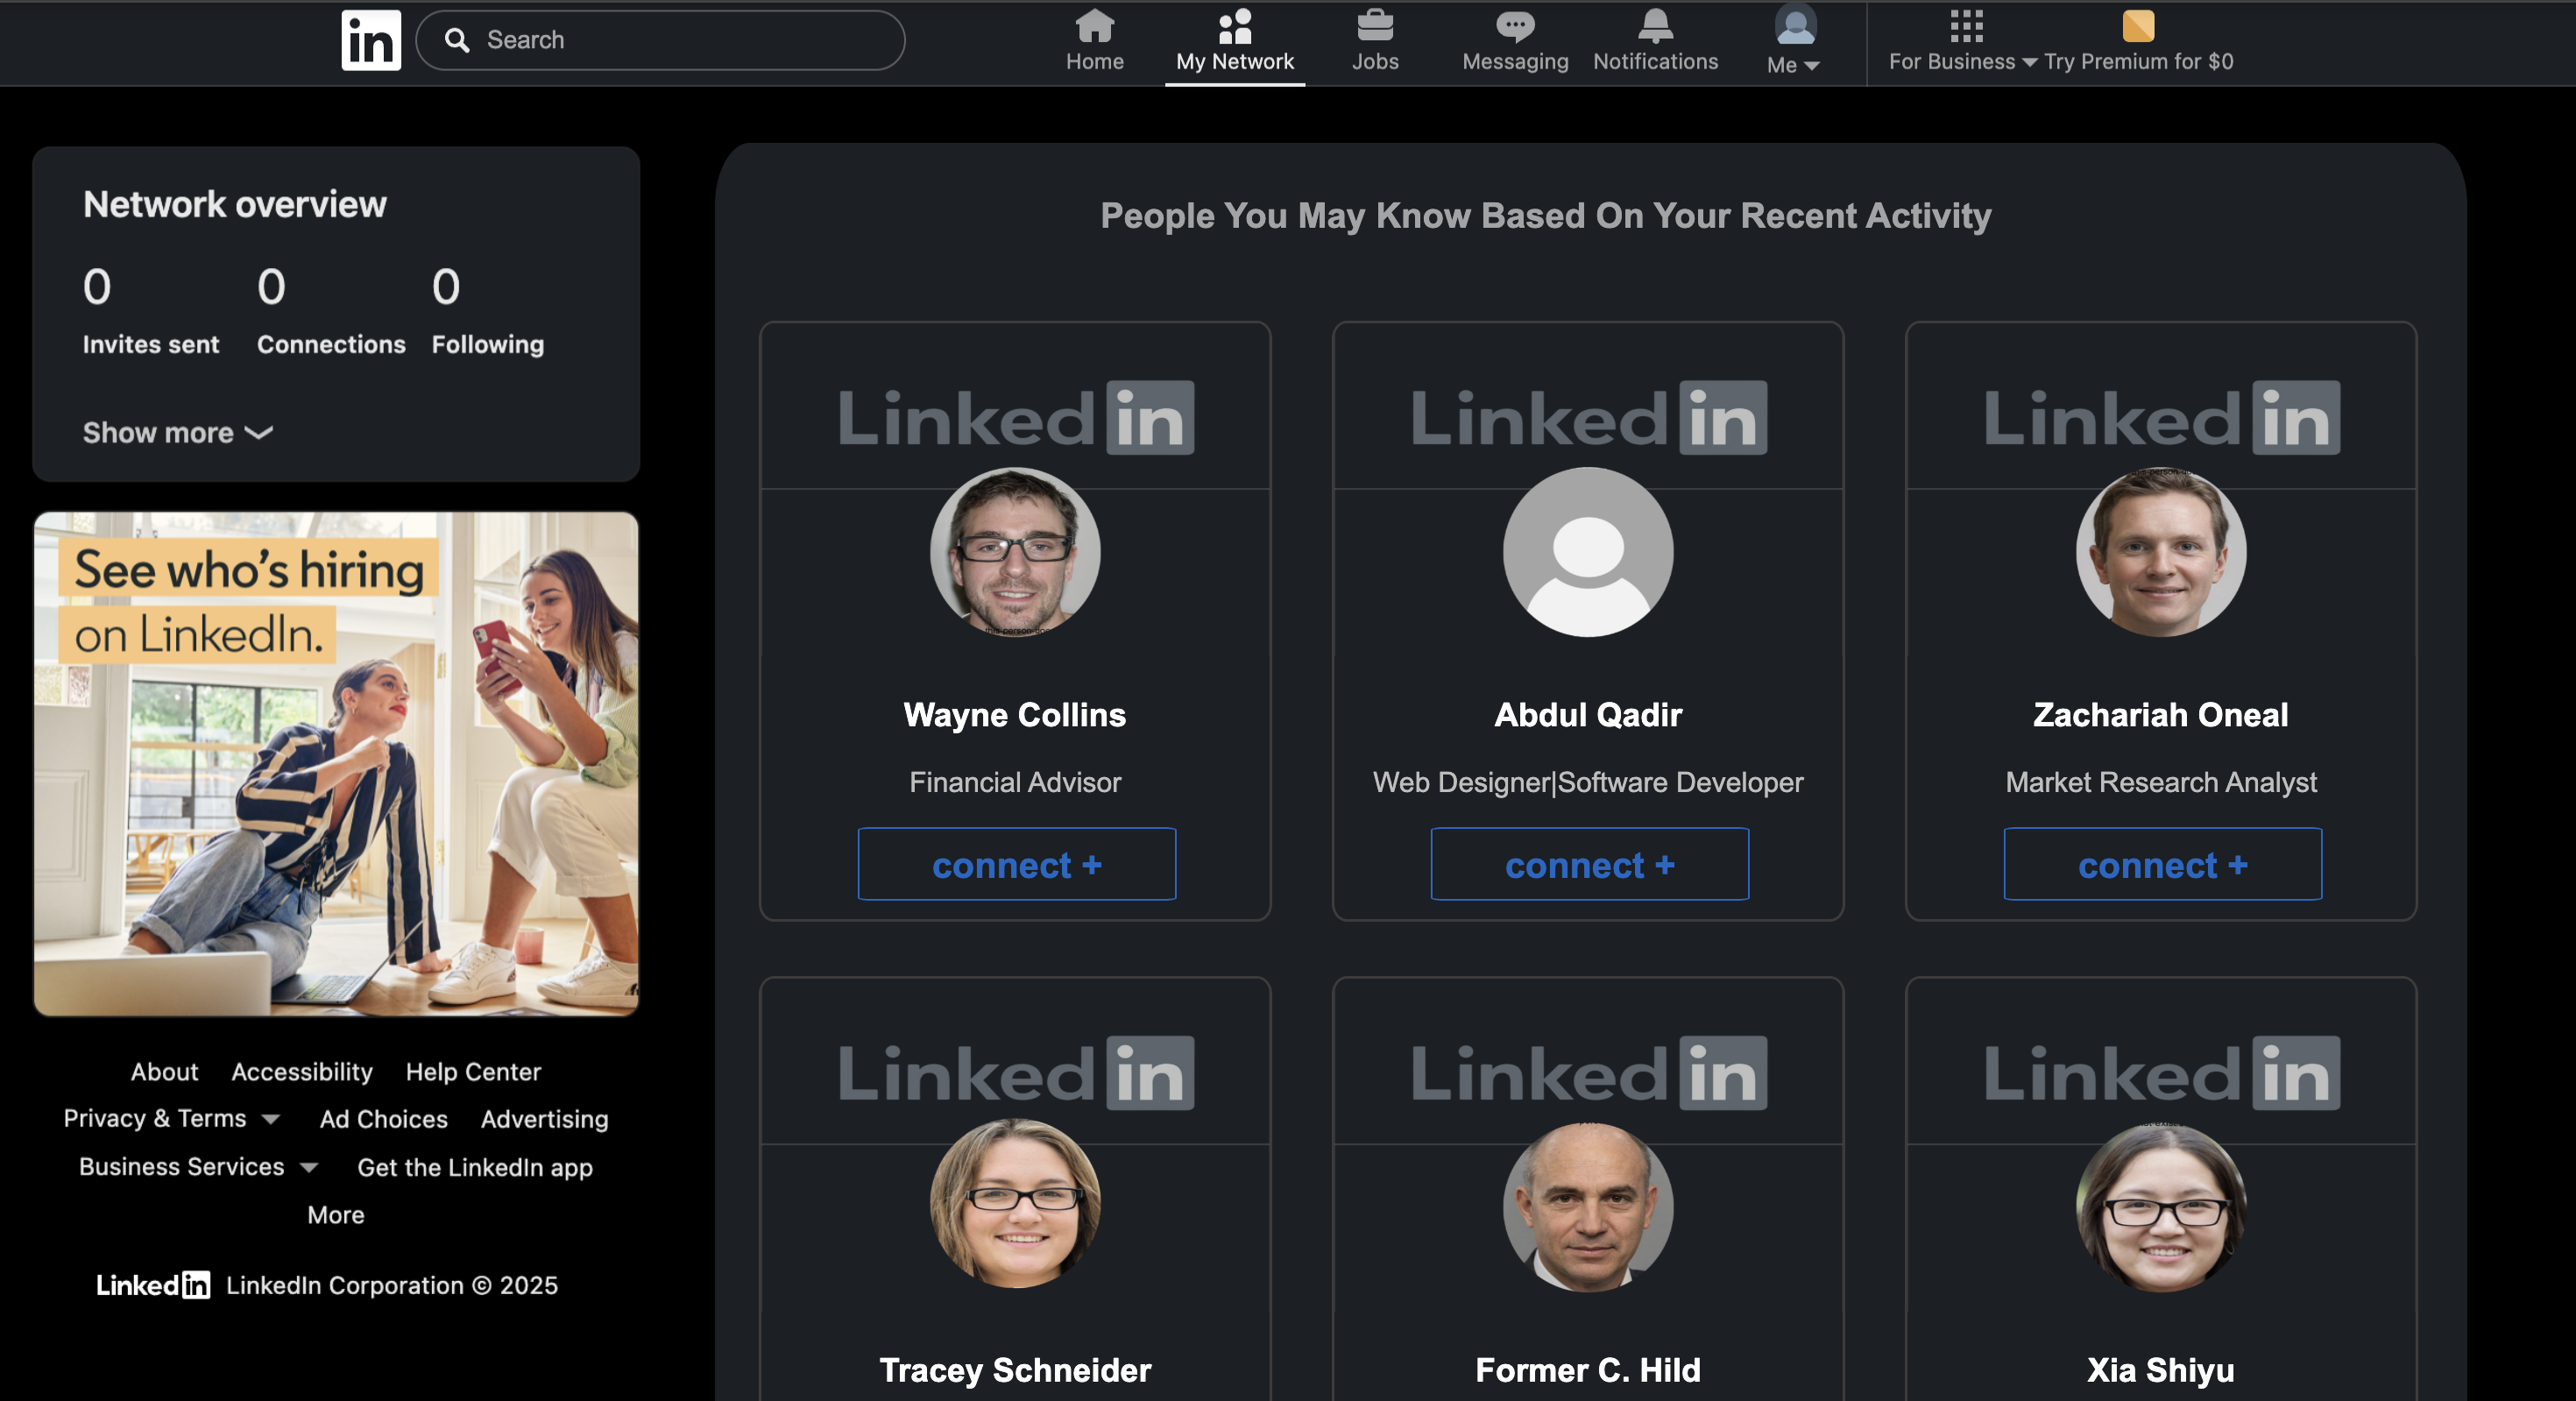 in
Search
Home
My Network
Jobs
Messaging
Notifications
Me
For Business
Try Premium for $0
Network overview
0 0 0
Invites sent Connections Following
Show more
See who's hiring
on LinkedIn.
About Accessibility Help Center
Privacy & Terms Ad Choices Advertising
Business Services Get the LinkedIn app
More
LinkedIn LinkedIn Corporation © 2025
People You May Know Based On Your Recent Activity
LinkedIn
Wayne Collins
Financial Advisor
connect +
LinkedIn
Abdul Qadir
Web Designer|Software Developer
connect +
LinkedIn
Zachariah Oneal
Market Research Analyst
connect +
LinkedIn
Tracey Schneider
LinkedIn
Former C. Hild
LinkedIn
Xia Shiyu